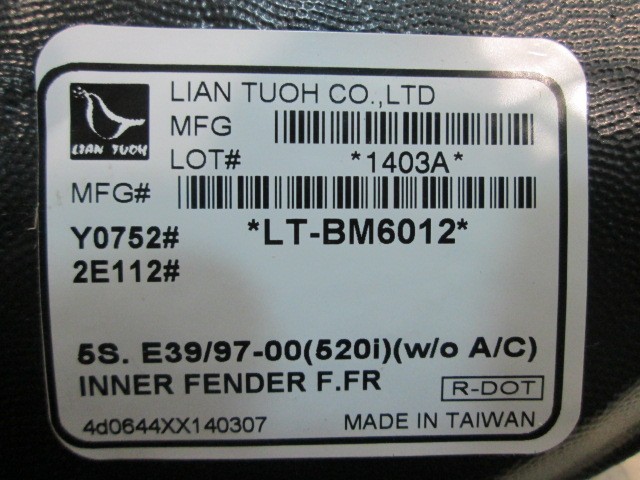 LIAN TUOH CO.,LTD
LIAN TUOH
MFG
LOT#
*1403A*
MFG#
Y0752#
*LT-BM6012*
2E112#
5S. E39/97-00(520i)(w/o A/C)
INNER FENDER F.FR
R-DOT
4d0644XX140307
MADE IN TAIWAN